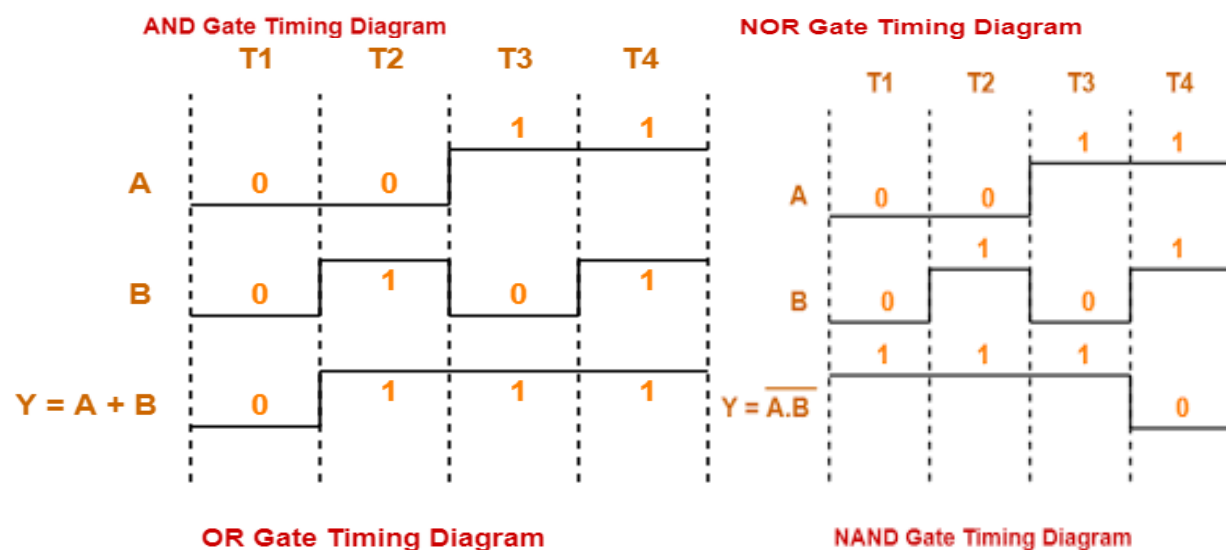 AND Gate Timing Diagram
T1 T2 T3 T4
1 1
A 0 0
B 0 1 0 1
Y = A + B 0 1 1 1
OR Gate Timing Diagram
NOR Gate Timing Diagram
T1 T2 T3 T4
1 1
A 0 0
1 1
B 0 0
1 1 1
Y = \overline{A.B} 0
NAND Gate Timing Diagram